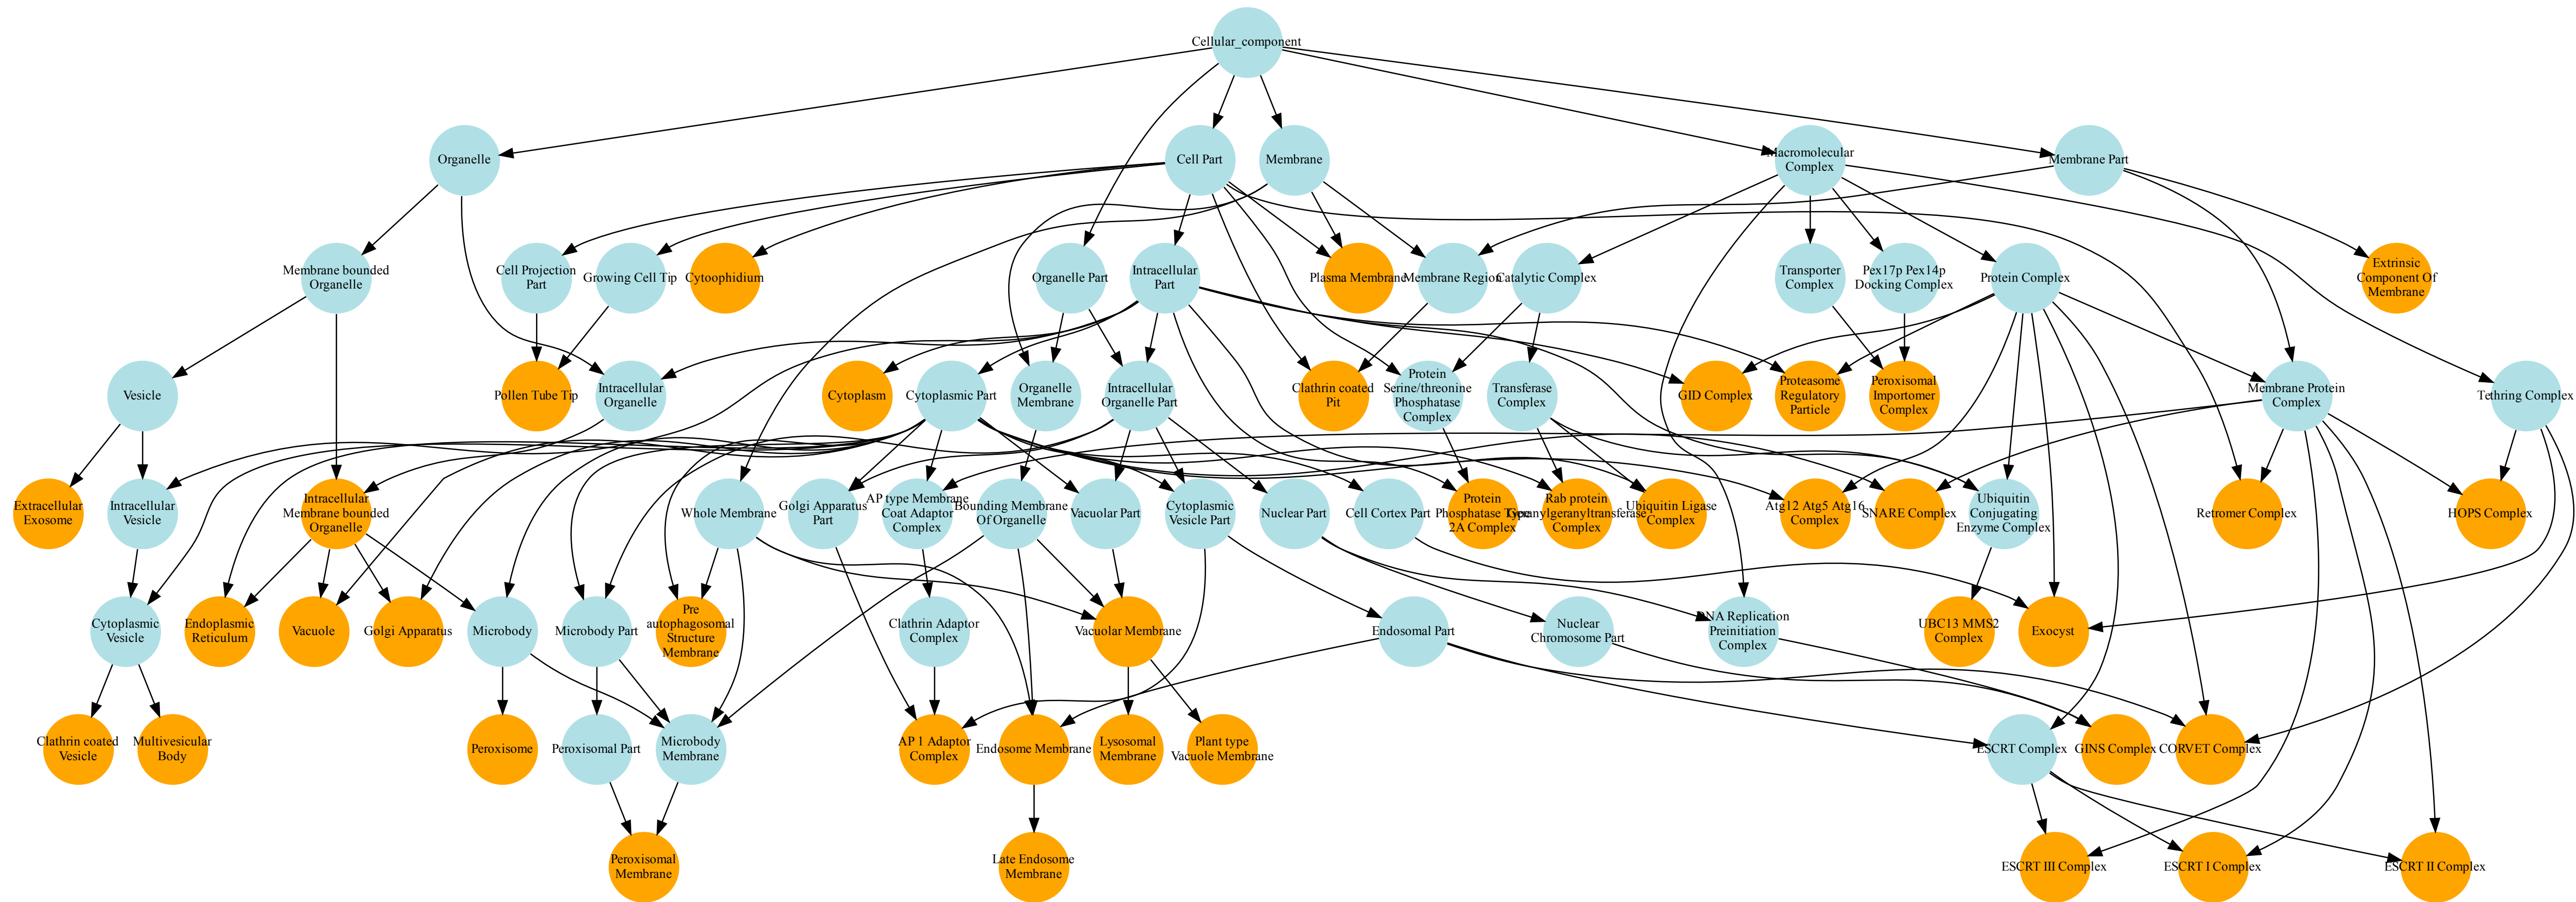 Cellular_component
Organelle
Cell Part
Membrane
Macromolecular
Complex
Membrane Part
Membrane bounded
Organelle
Cell Projection
Part
Growing Cell Tip
Cytoophidium
Organelle Part
Intracellular
Part
Plasma Membrane
Membrane Region
Catalytic Complex
Transporter
Complex
Pex17p Pex14p
Docking Complex
Protein Complex
Extrinsic
Component Of
Membrane
Vesicle
Pollen Tube Tip
Intracellular
Organelle
Cytoplasm
Cytoplasmic Part
Organelle
Membrane
Intracellular
Organelle Part
Clathrin coated
Pit
Protein
Serine/threonine
Phosphatase
Complex
Transferase
Complex
GID Complex
Proteasome
Regulatory
Particle
Peroxisomal
Importomer
Complex
Membrane Protein
Complex
Tethring Complex
Extracellular
Exosome
Intracellular
Vesicle
Intracellular
Membrane bounded
Organelle
Whole Membrane
Golgi Apparatus
Part
AP type Membrane
Coat Adaptor
Complex
Bounding Membrane
Of Organelle
Vacuolar Part
Cytoplasmic
Vesicle Part
Nuclear Part
Cell Cortex Part
Protein
Phosphatase Type
2A Complex
Rab protein
Geranylgeranyltransferase
Complex
Ubiquitin Ligase
Complex
Atg12 Atg5 Atg16
Complex
SNARE Complex
Ubiquitin
Conjugating
Enzyme Complex
Retromer Complex
HOPS Complex
Cytoplasmic
Vesicle
Endoplasmic
Reticulum
Vacuole
Golgi Apparatus
Microbody
Microbody Part
Pre
autophagosomal
Structure
Membrane
Clathrin Adaptor
Complex
Vacuolar Membrane
Endosomal Part
Nuclear
Chromosome Part
DNA Replication
Preinitiation
Complex
UBC13 MMS2
Complex
Exocyst
Clathrin coated
Vesicle
Multivesicular
Body
Peroxisome
Peroxisomal Part
Microbody
Membrane
AP 1 Adaptor
Complex
Endosome Membrane
Lysosomal
Membrane
Plant type
Vacuole Membrane
ESCRT Complex
GINS Complex
CORVET Complex
Peroxisomal
Membrane
Late Endosome
Membrane
ESCRT III Complex
ESCRT I Complex
ESCRT II Complex